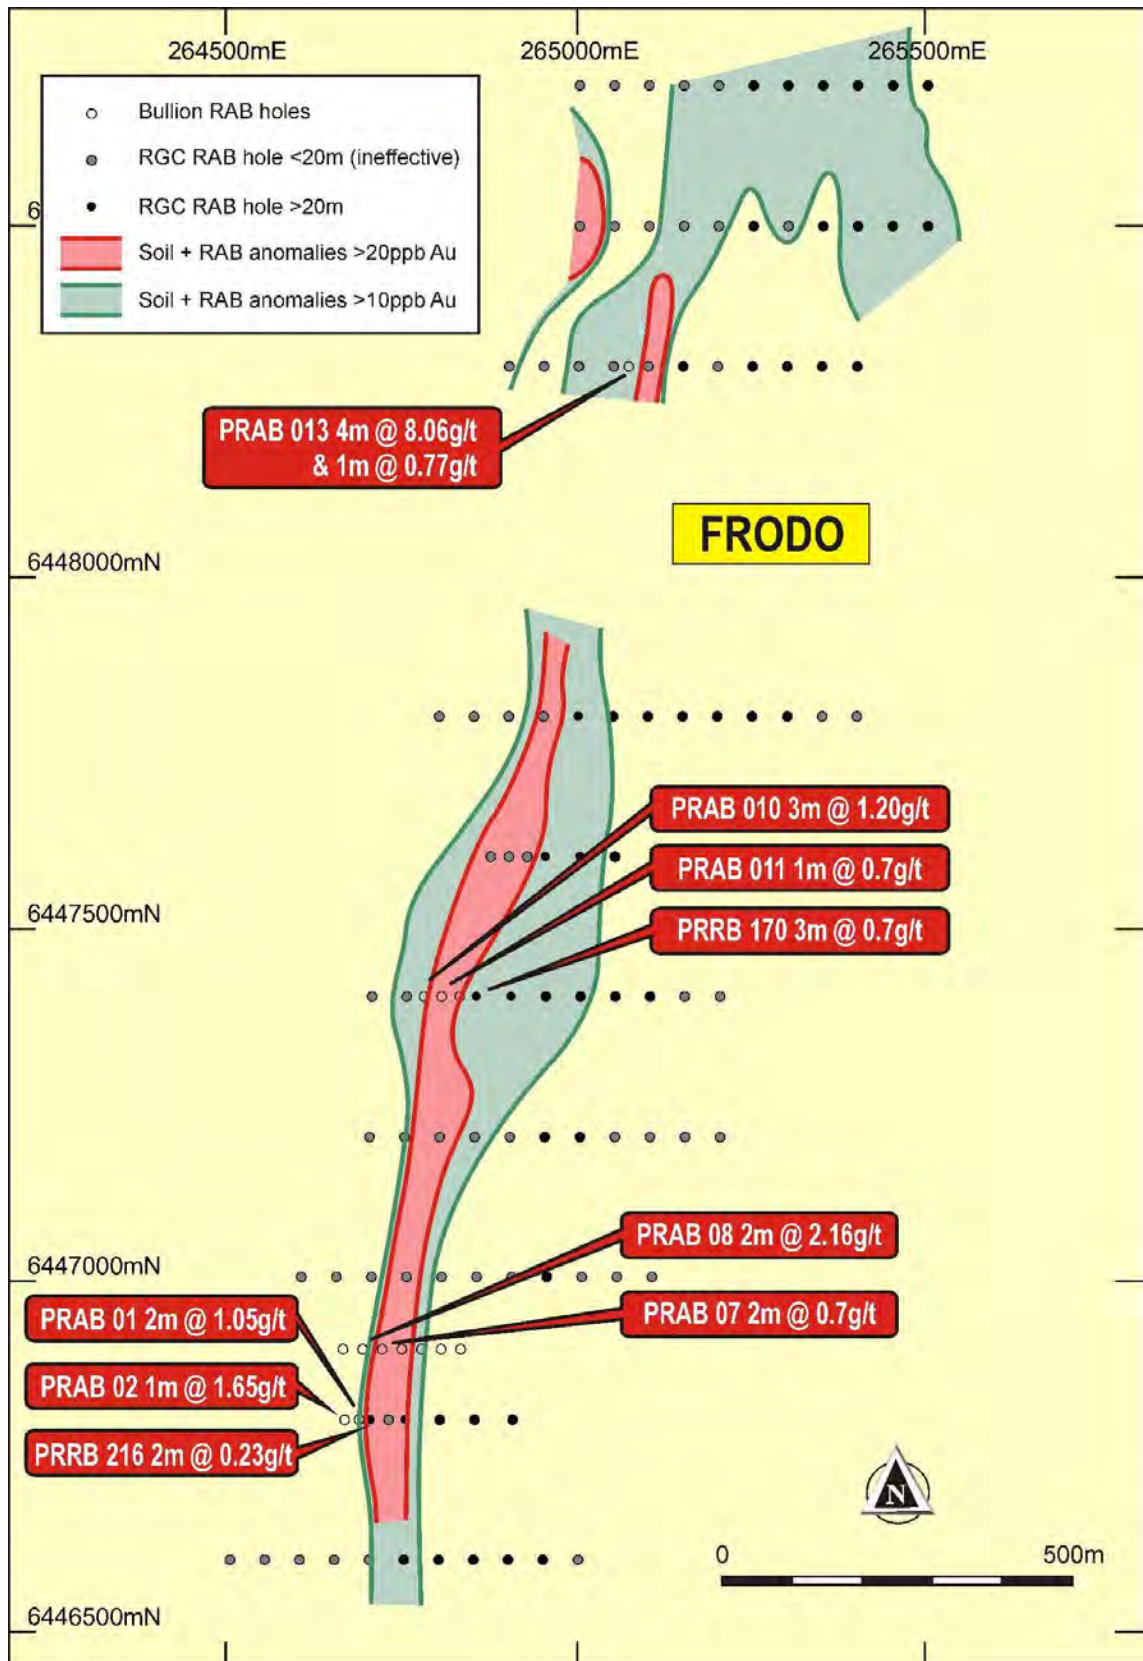 264500mE
265000mE
265500mE
Bullion RAB holes
RGC RAB hole <20m (ineffective)
RGC RAB hole >20m
Soil + RAB anomalies >20ppb Au
Soil + RAB anomalies >10ppb Au
6
PRAB 013 4m @ 8.06g/t
& 1m @ 0.77g/t
FRODO
6448000mN
PRAB 010 3m @ 1.20g/t
PRAB 011 1m @ 0.7g/t
6447500mN
PRRB 170 3m @ 0.7g/t
PRAB 08 2m @ 2.16g/t
6447000mN
PRAB 01 2m @ 1.05g/t
PRAB 07 2m @ 0.7g/t
PRAB 02 1m @ 1.65g/t
PRRB 216 2m @ 0.23g/t
N
0 500m
6446500mN